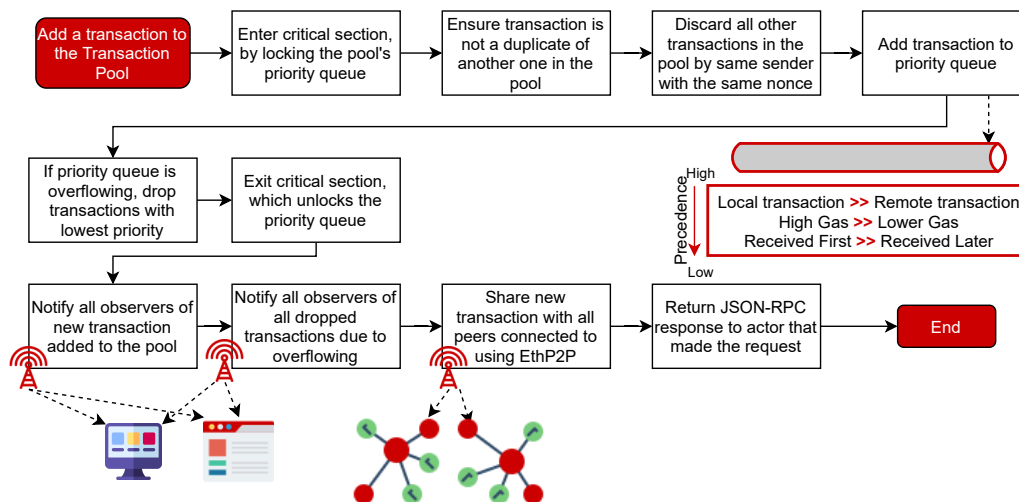 Add a transaction to
the Transaction
Pool
Enter critical section,
by locking the pool's
priority queue
Ensure transaction is
not a duplicate of
another one in the
pool
Discard all other
transactions in the
pool by same sender
with the same nonce
Add transaction to
priority queue
If priority queue is
overflowing, drop
transactions with
lowest priority
Exit critical section,
which unlocks the
priority queue
High
Precedence
Low
Local transaction >> Remote transaction
High Gas >> Lower Gas
Received First >> Received Later
Notify all observers of
new transaction
added to the pool
Notify all observers of
all dropped
transactions due to
overflowing
Share new
transaction with all
peers connected to
using EthP2P
Return JSON-RPC
response to actor that
made the request
End